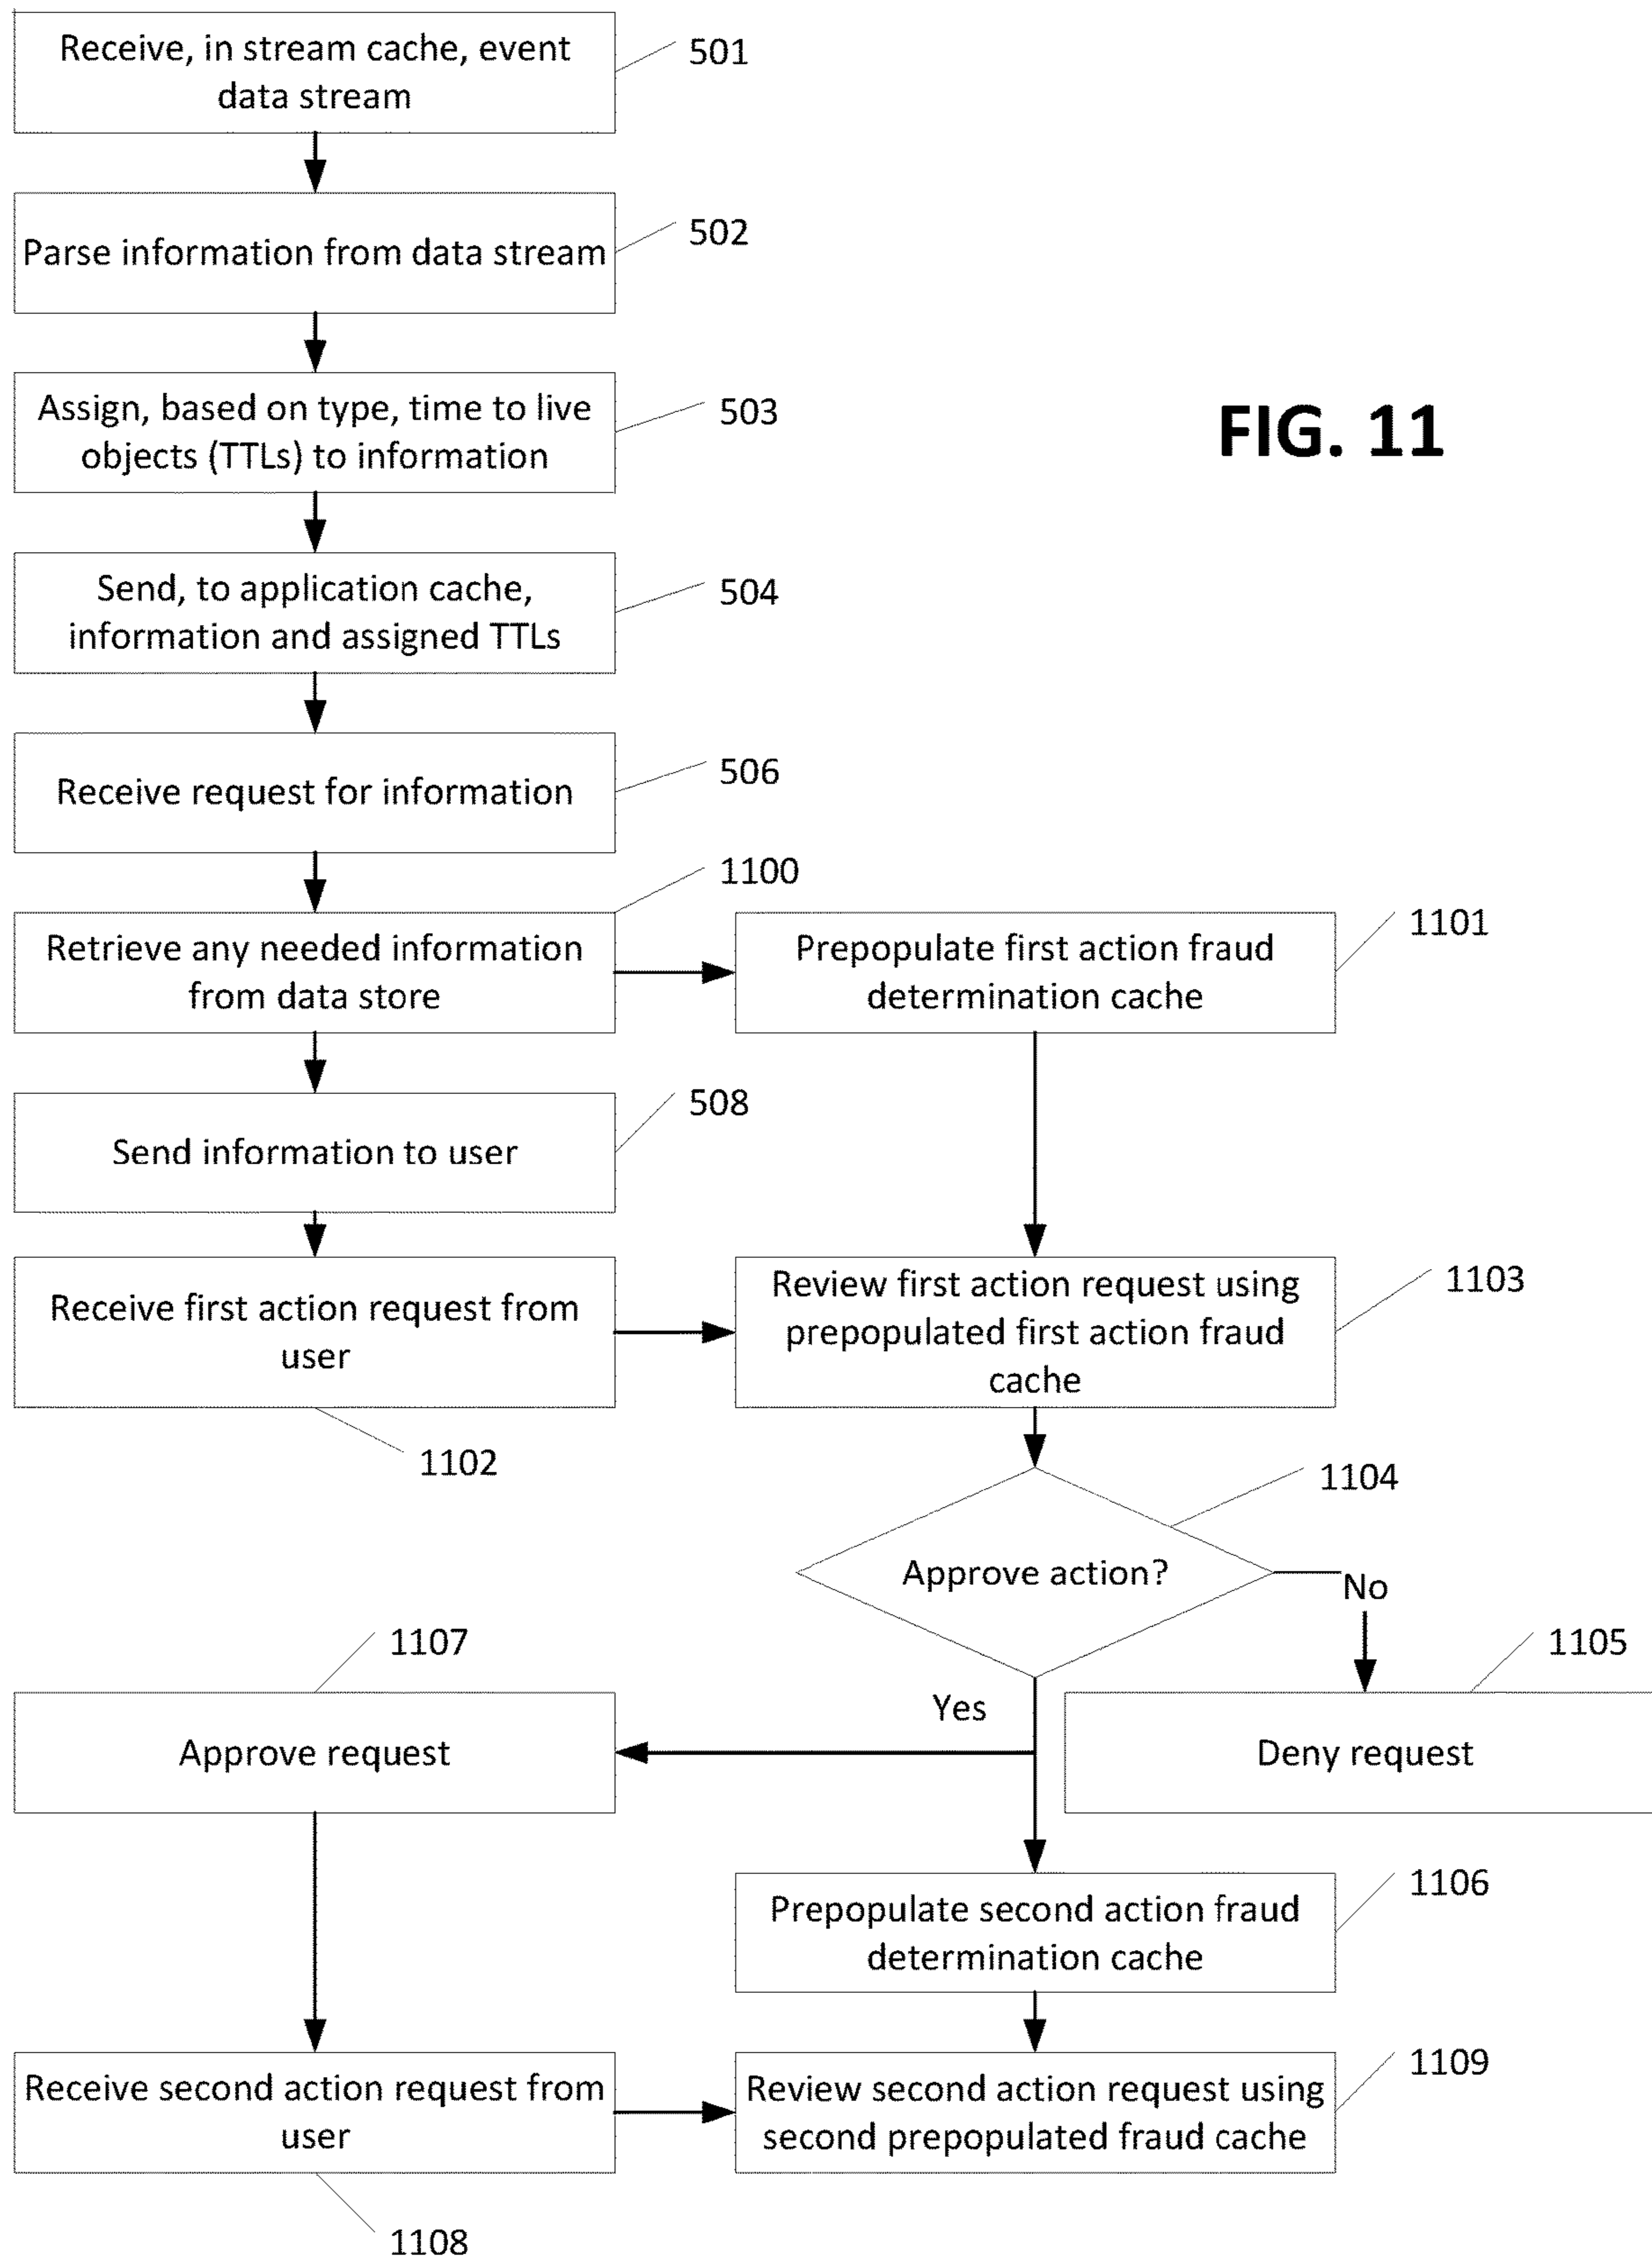 Receive, in stream cache, event
data stream
501
Parse information from data stream
502
Assign, based on type, time to live
objects (TTLs) to information
503
FIG. 11
Send, to application cache,
information and assigned TTLs
504
Receive request for information
506
Retrieve any needed information
from data store
1100
Prepopulate first action fraud
determination cache
1101
Send information to user
508
Receive first action request from
user
1102
Review first action request using
prepopulated first action fraud
cache
1103
Approve action?
1104
No
Yes
Approve request
1107
Deny request
1105
Prepopulate second action fraud
determination cache
1106
Receive second action request from
user
1108
Review second action request using
second prepopulated fraud cache
1109